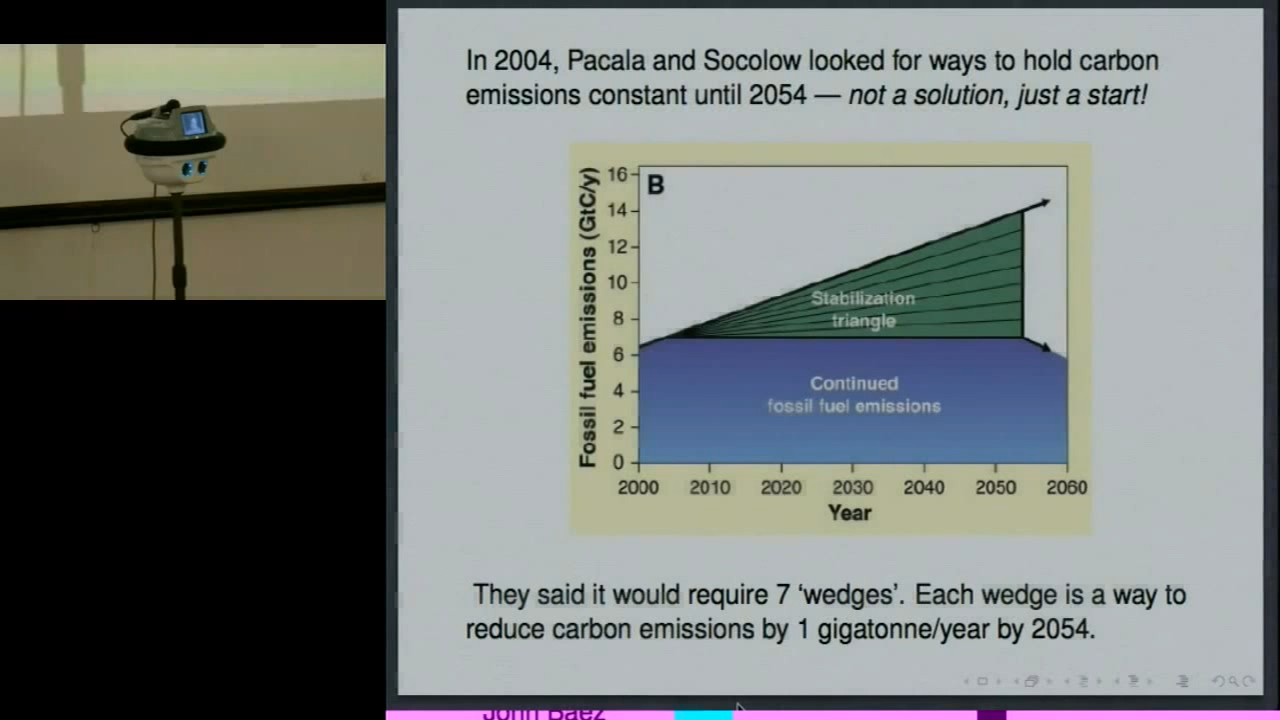 In 2004, Pacala and Socolow looked for ways to hold carbon
emissions constant until 2054 — not a solution, just a start!
B
Fossil fuel emissions (GtC/y)
16
14
12
10
8
6
4
2
0
Stabilization
triangle
Continued
fossil fuel emissions
2000 2010 2020 2030 2040 2050 2060
Year
They said it would require 7 ‘wedges’. Each wedge is a way to
reduce carbon emissions by 1 gigatonne/year by 2054.
John Baez